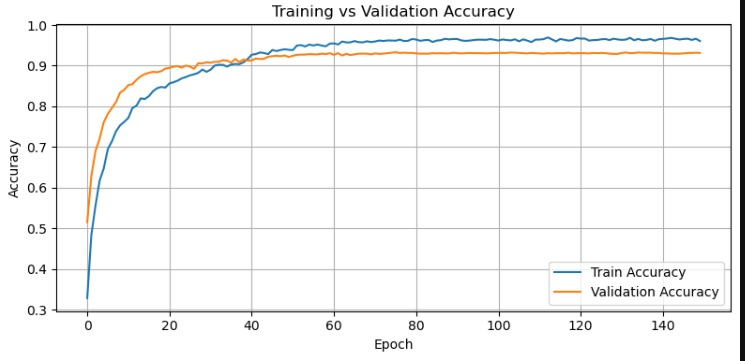 Training vs Validation Accuracy
1.0
0.9
0.8
0.7
0.6
0.5
0.4
0.3
Accuracy
Train Accuracy
Validation Accuracy
0 20 40 60 80 100 120 140
Epoch